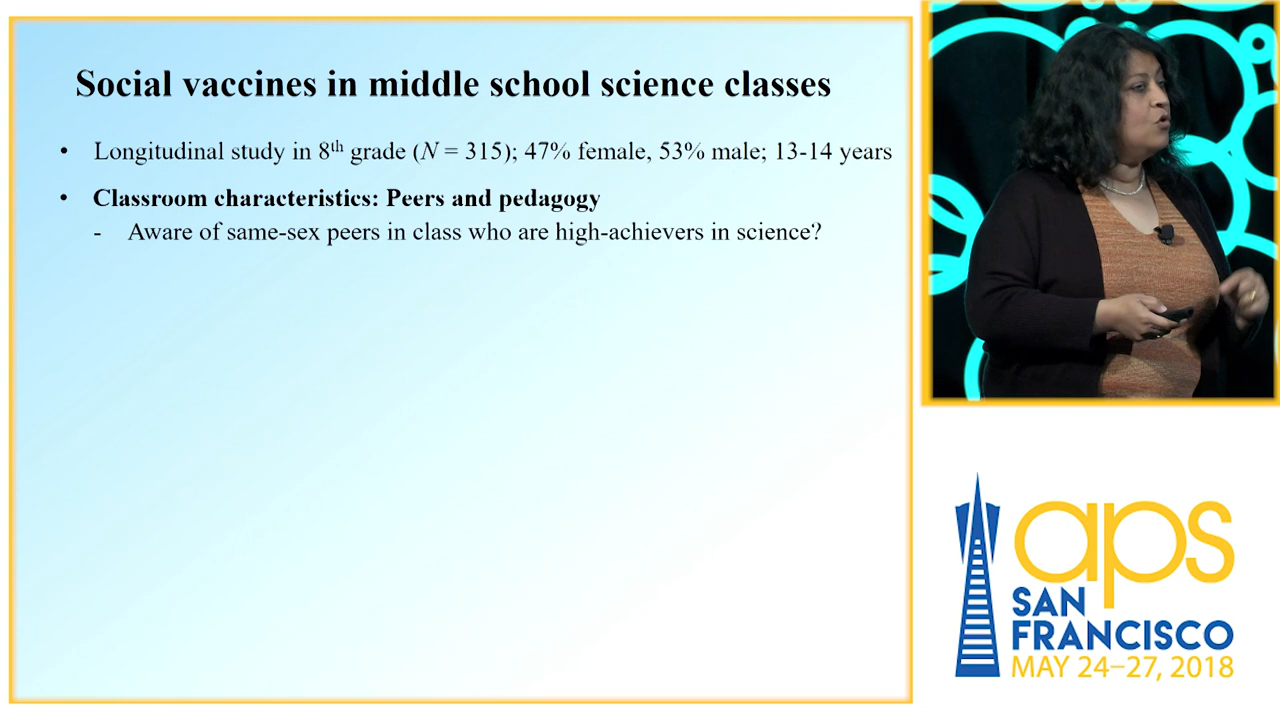 Social vaccines in middle school science classes
• Longitudinal study in 8th grade (N = 315); 47% female, 53% male; 13-14 years
• Classroom characteristics: Peers and pedagogy
- Aware of same-sex peers in class who are high-achievers in science?
aps
SAN
FRANCISCO
MAY 24–27, 2018